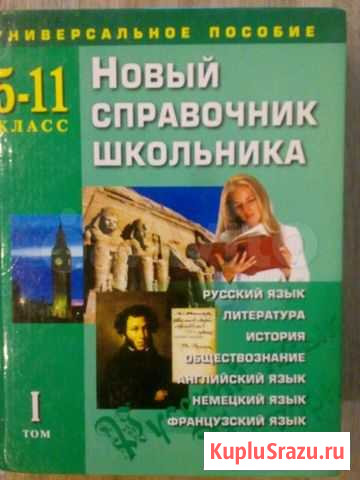 УНИВЕРСАЛЬНОЕ ПОСОБИЕ
5-11
КЛАСС
НОВЫЙ
СПРАВОЧНИК
ШКОЛЬНИКА
РУССКИЙ ЯЗЫК
ЛИТЕРАТУРА
ИСТОРИЯ
ОБЩЕСТВОЗНАНИЕ
АНГЛИЙСКИЙ ЯЗЫК
НЕМЕЦКИЙ ЯЗЫК
ФРАНЦУЗСКИЙ ЯЗЫК
I
ТОМ
KupluSrazu.ru